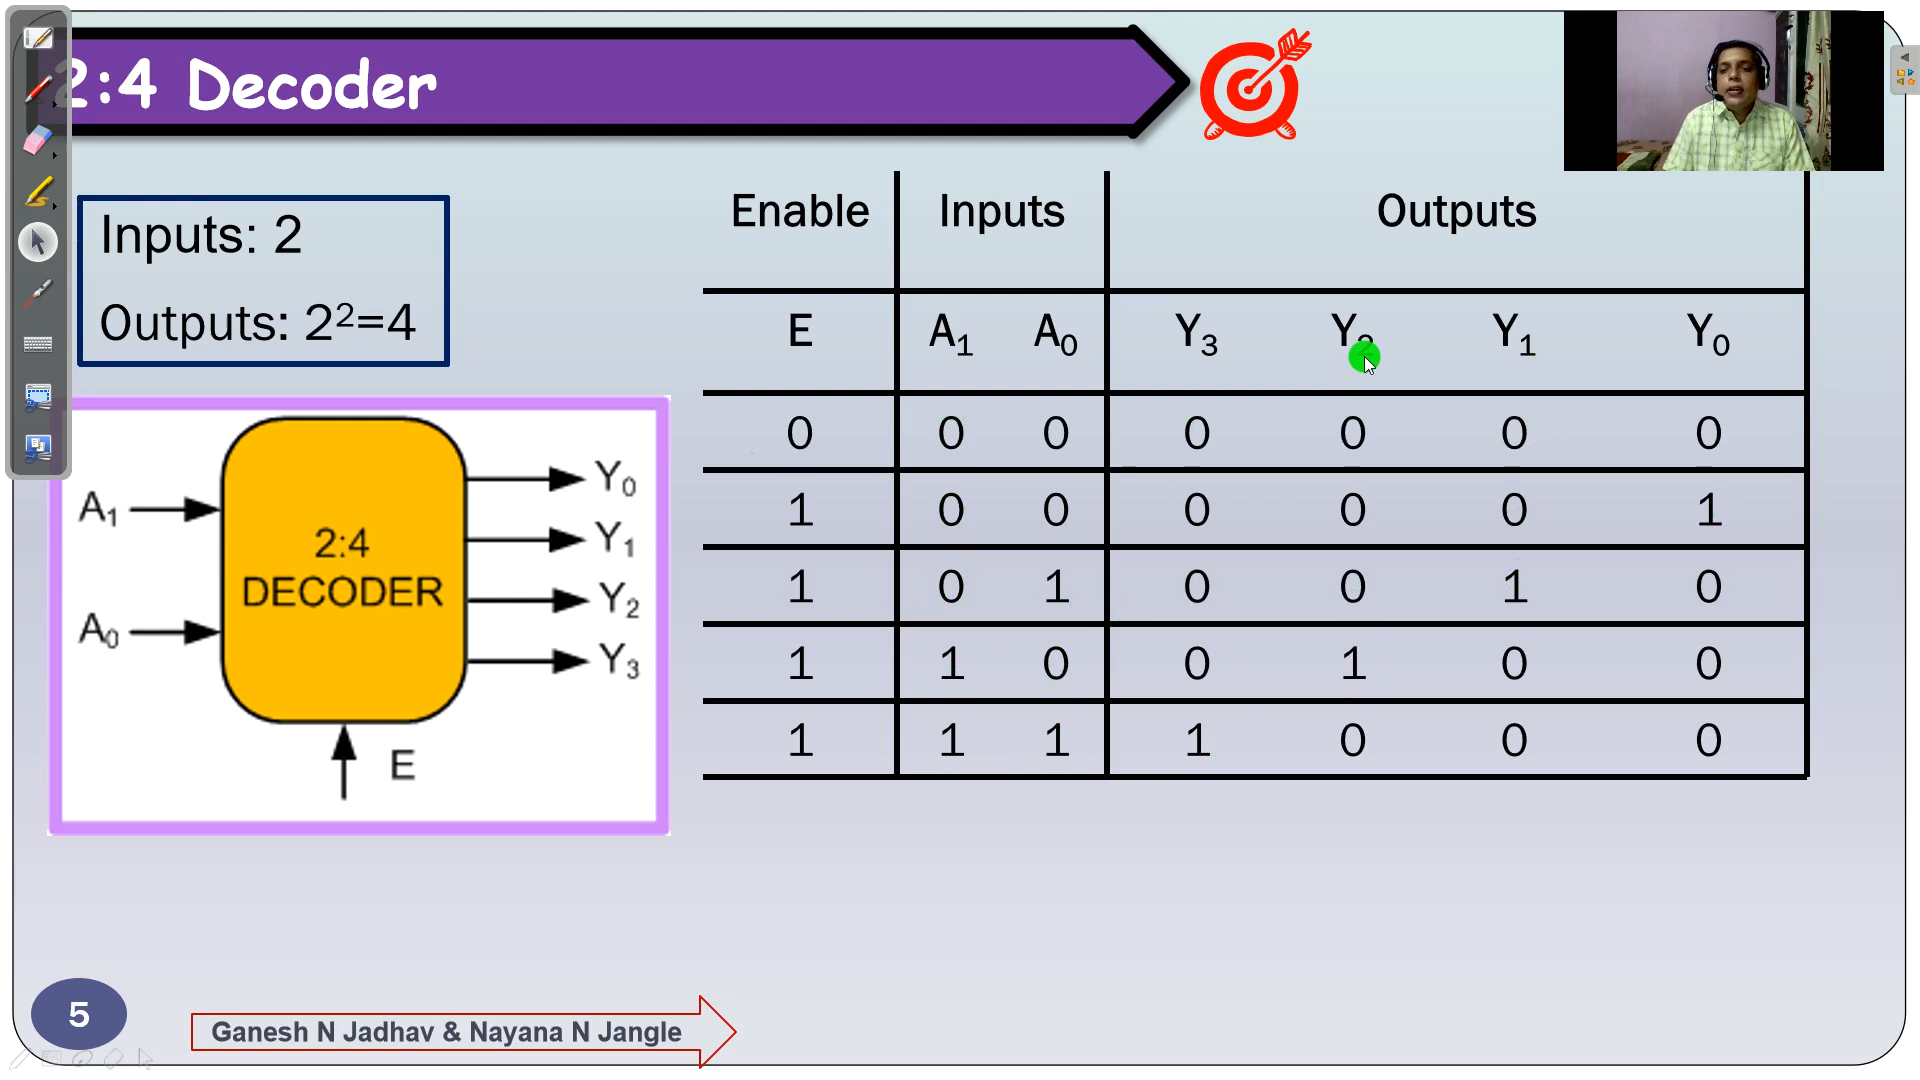 2:4 Decoder
Inputs: 2
Outputs: 2²=4
A₁
A₀
2:4
DECODER
Y₀
Y₁
Y₂
Y₃
E
Enable Inputs Outputs
E A₁ A₀ Y₃ Y₂ Y₁ Y₀
0 0 0 0 0 0 0
1 0 0 0 0 0 1
1 0 1 0 0 1 0
1 1 0 0 1 0 0
1 1 1 1 0 0 0
5
Ganesh N Jadhav & Nayana N Jangle